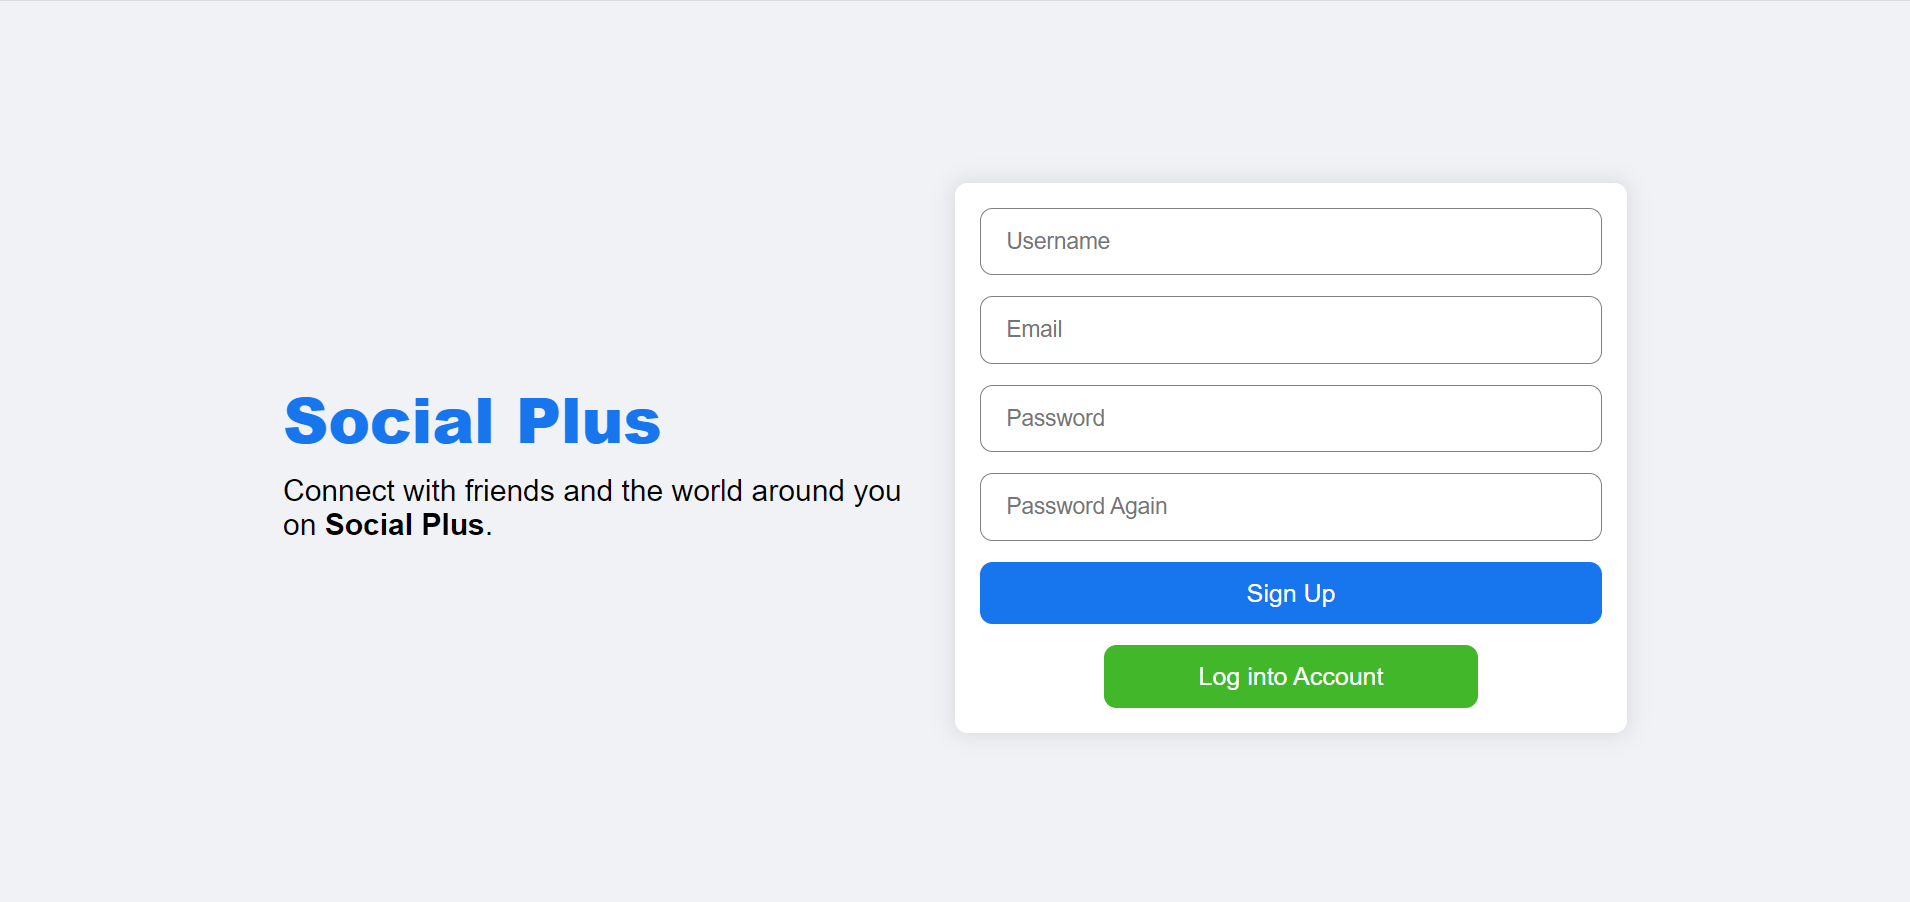 Social Plus
Connect with friends and the world around you
on Social Plus.
Username
Email
Password
Password Again
Sign Up
Log into Account